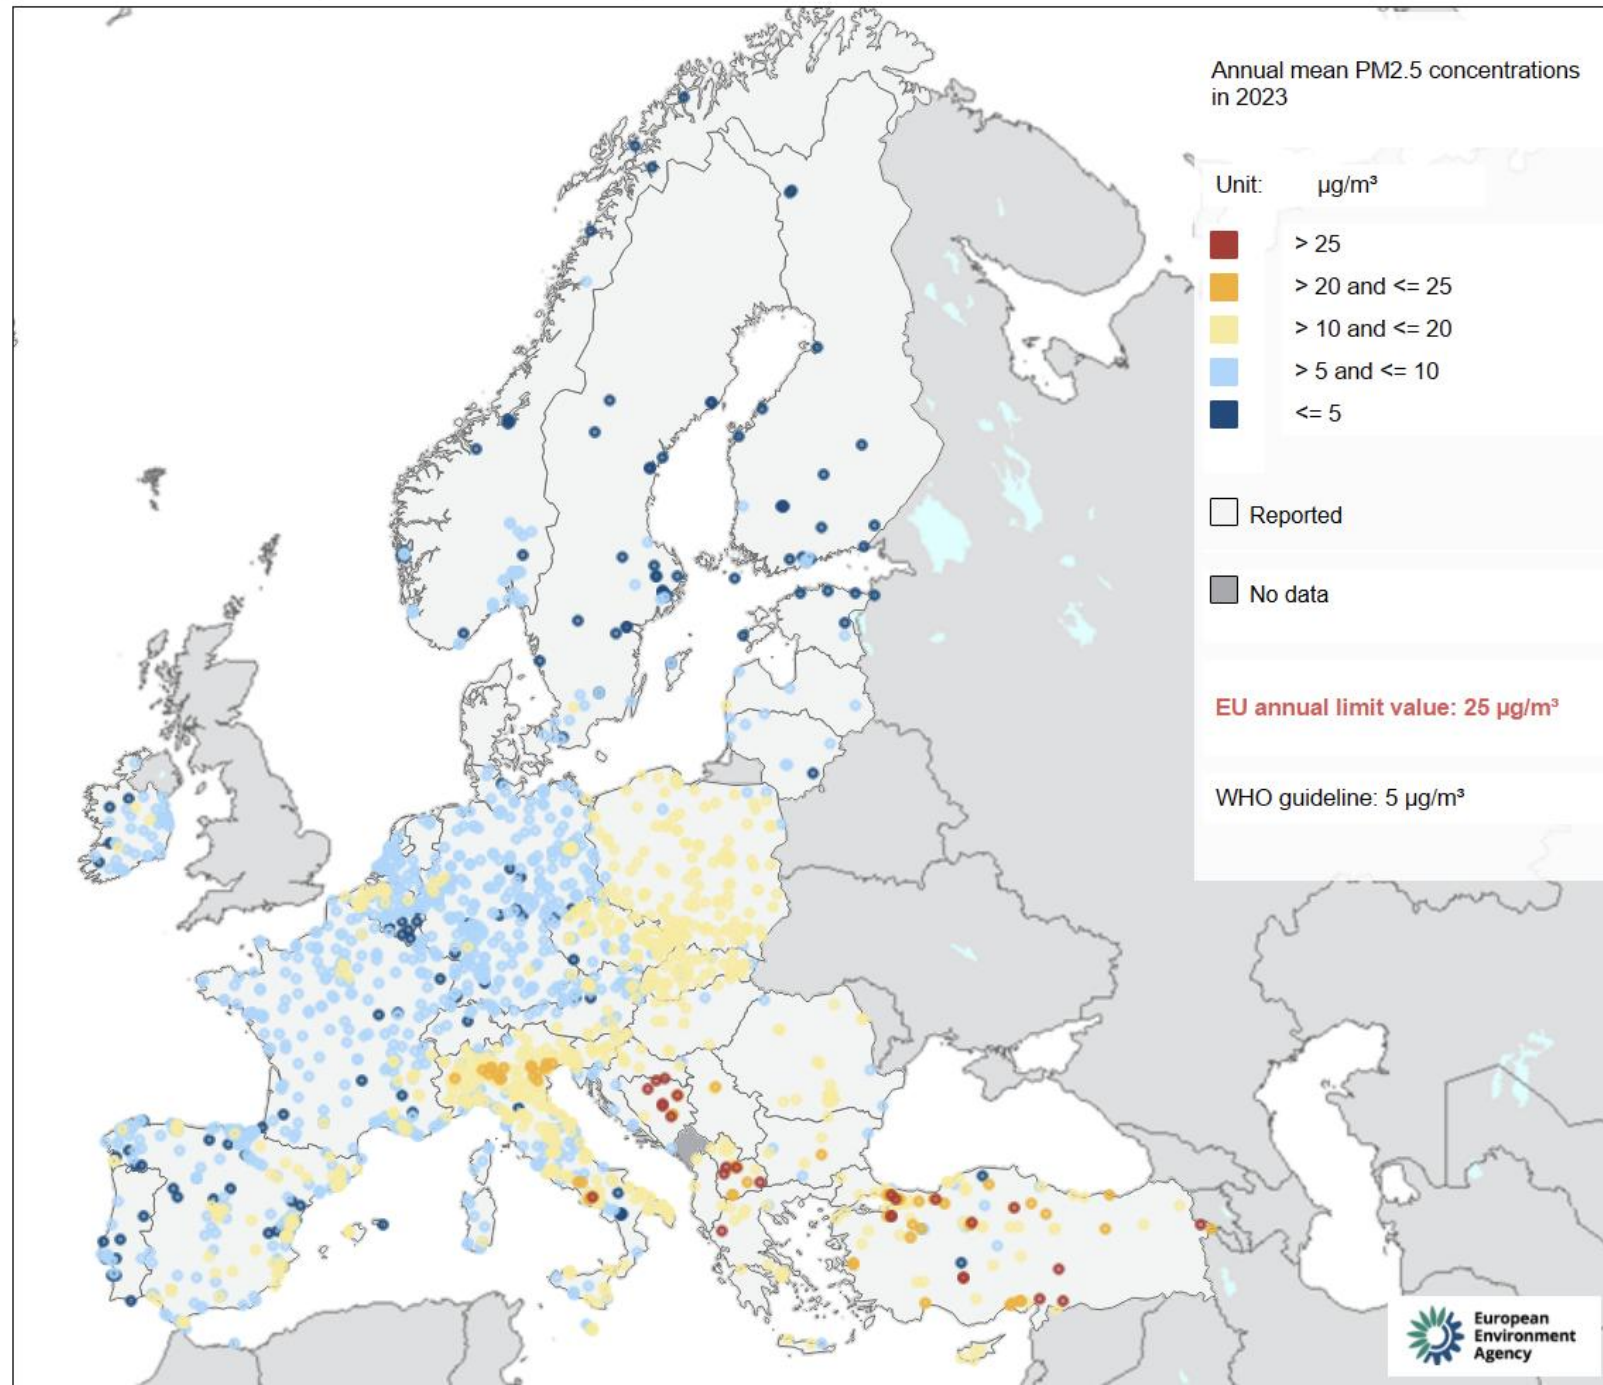 Annual mean PM2.5 concentrations
in 2023
Unit: µg/m³
> 25
> 20 and <= 25
> 10 and <= 20
> 5 and <= 10
<= 5
Reported
No data
EU annual limit value: 25 µg/m³
WHO guideline: 5 µg/m³
European
Environment
Agency